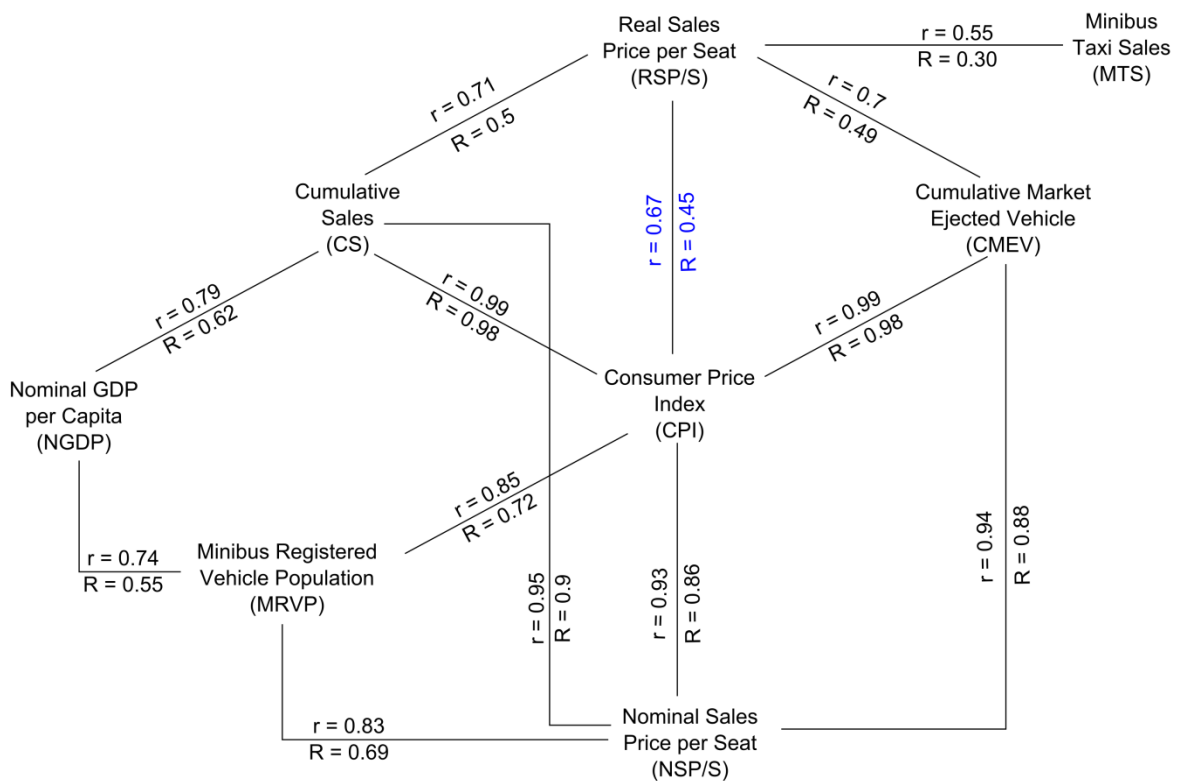 Real Sales
Price per Seat
(RSP/S)
r = 0.55
R = 0.30
Minibus
Taxi Sales
(MTS)
r = 0.71
R = 0.5
r = 0.7
R = 0.49
Cumulative
Sales
(CS)
r = 0.67
R = 0.45
Cumulative Market
Ejected Vehicle
(CMEV)
r = 0.79
R = 0.62
r = 0.99
R = 0.98
r = 0.99
R = 0.98
Nominal GDP
per Capita
(NGDP)
Consumer Price
Index
(CPI)
r = 0.85
R = 0.72
r = 0.74
R = 0.55
Minibus Registered
Vehicle Population
(MRVP)
r = 0.95
R = 0.9
r = 0.93
R = 0.86
r = 0.94
R = 0.88
r = 0.83
R = 0.69
Nominal Sales
Price per Seat
(NSP/S)